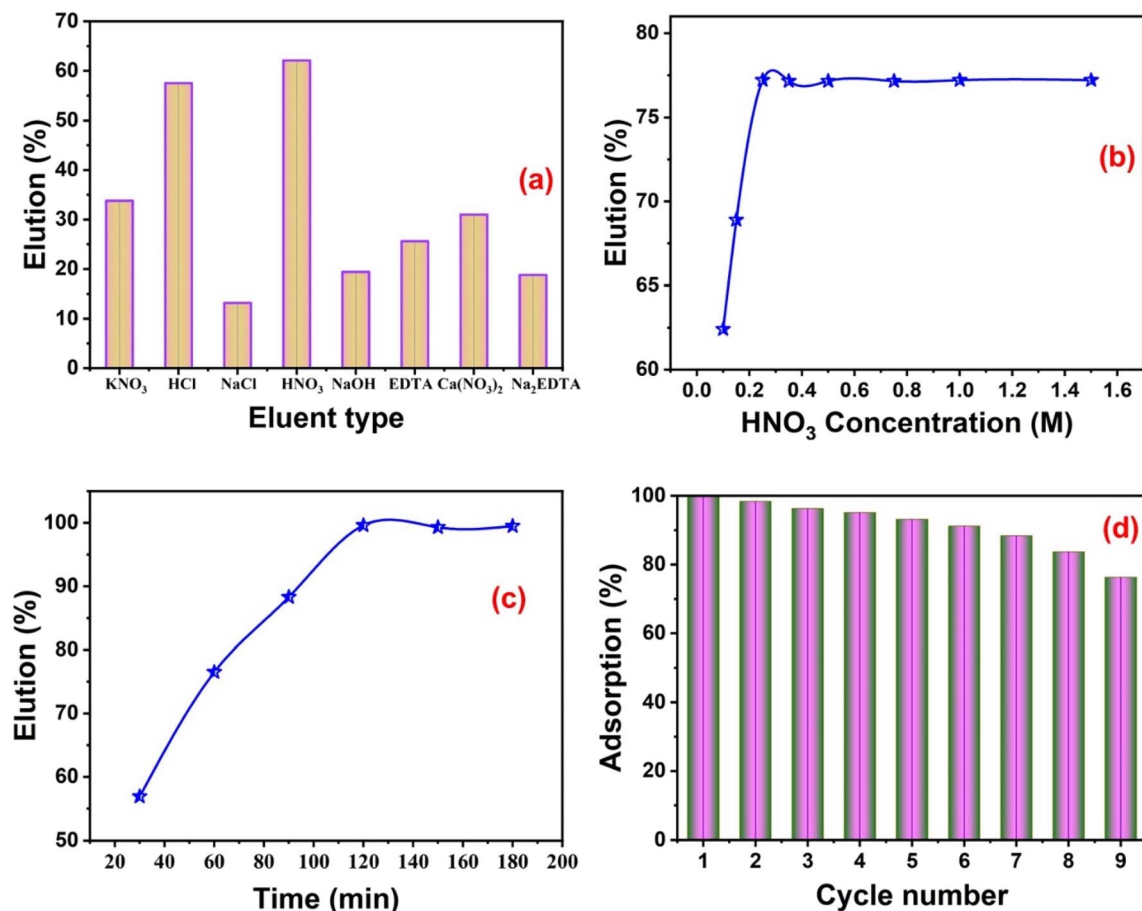 70
60
50
40
30
20
10
0
Elution (%)
(a)
KNO₃ HCl NaCl HNO₃ NaOH EDTA Ca(NO₃)₂ Na₂EDTA
Eluent type
80
75
70
65
60
Elution (%)
(b)
0.0 0.2 0.4 0.6 0.8 1.0 1.2 1.4 1.6
HNO₃ Concentration (M)
100
90
80
70
60
50
Elution (%)
(c)
20 40 60 80 100 120 140 160 180 200
Time (min)
100
80
60
40
20
0
Adsorption (%)
(d)
1 2 3 4 5 6 7 8 9
Cycle number